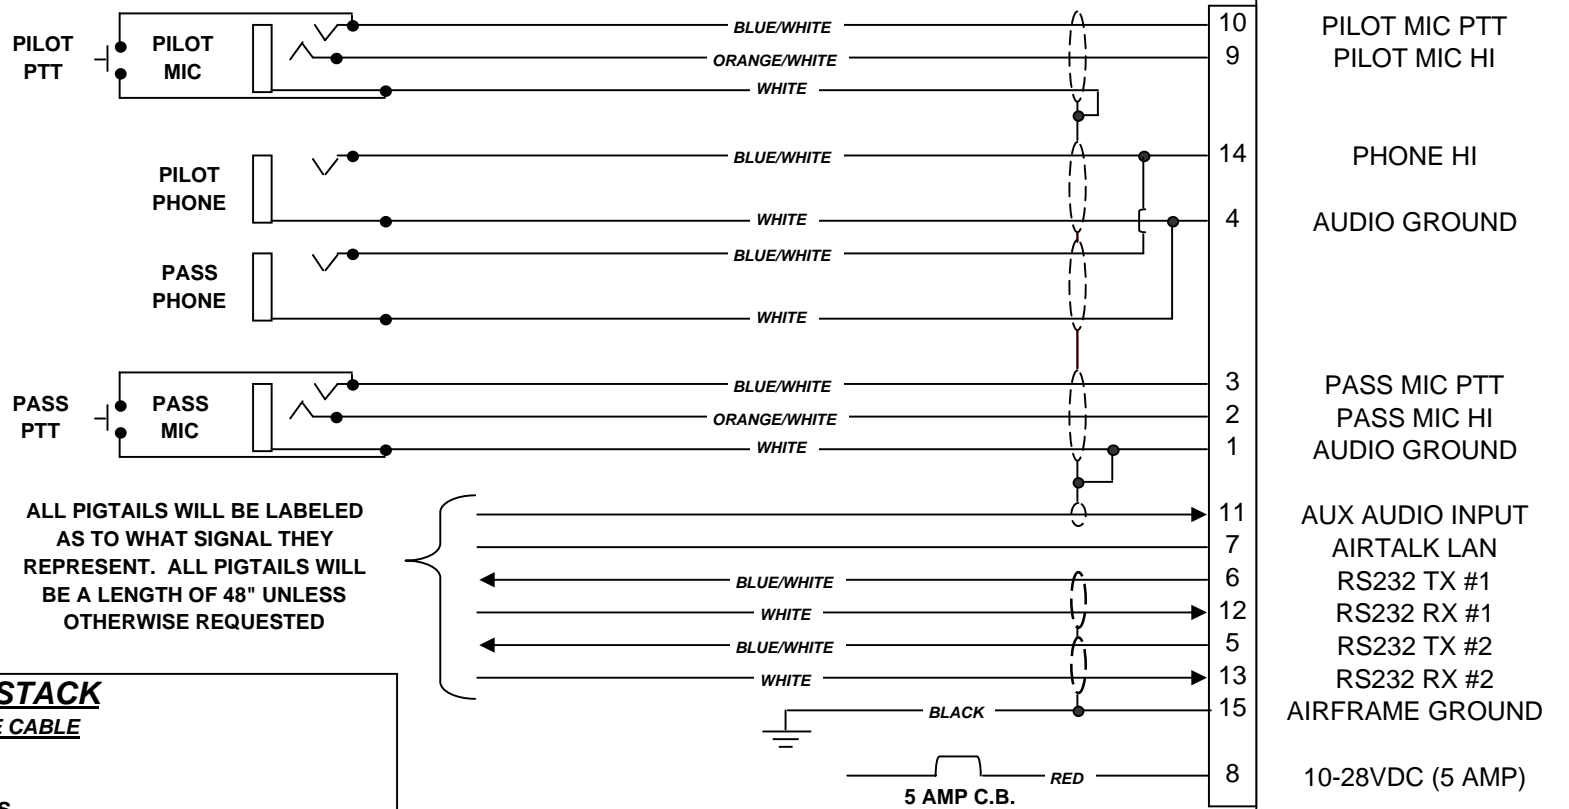 PILOT PTT
PILOT MIC
BLUE/WHITE
10
PILOT MIC PTT
ORANGE/WHITE
9
PILOT MIC HI
WHITE
PILOT PHONE
BLUE/WHITE
14
PHONE HI
WHITE
4
AUDIO GROUND
PASS PHONE
BLUE/WHITE
WHITE
PASS PTT
PASS MIC
BLUE/WHITE
3
PASS MIC PTT
ORANGE/WHITE
2
PASS MIC HI
WHITE
1
AUDIO GROUND
ALL PIGTAILS WILL BE LABELED
AS TO WHAT SIGNAL THEY
REPRESENT. ALL PIGTAILS WILL
BE A LENGTH OF 48" UNLESS
OTHERWISE REQUESTED
11
AUX AUDIO INPUT
7
AIRTALK LAN
BLUE/WHITE
6
RS232 TX #1
WHITE
12
RS232 RX #1
BLUE/WHITE
5
RS232 TX #2
WHITE
13
RS232 RX #2
BLACK
15
AIRFRAME GROUND
RED
8
10-28VDC (5 AMP)
5 AMP C.B.
STACK
CABLE